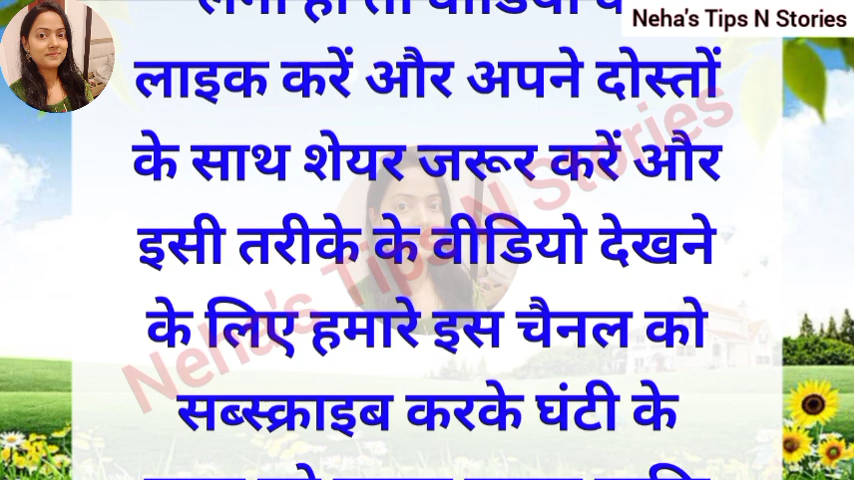 Neha's Tips N Stories
लाइक करें और अपने दोस्तों
के साथ शेयर जरूर करें और
इसी तरीके के वीडियो देखने
के लिए हमारे इस चैनल को
सब्स्क्राइब करके घंटी के
Neha's Tips N Stories